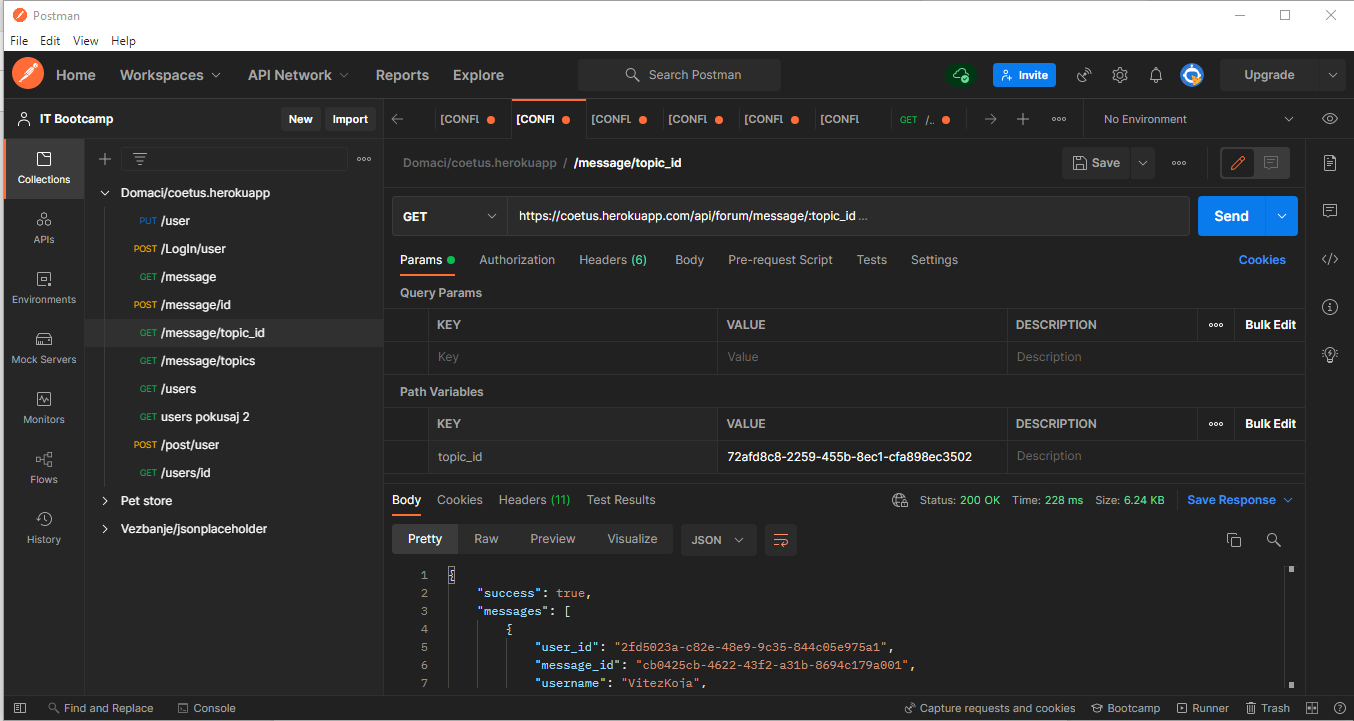 Postman
File Edit View Help
Home Workspaces API Network Reports Explore Search Postman Invite Upgrade
IT Bootcamp New Import
[CONFL [CONFI [CONFL [CONFL [CONFL [CONFL GET /.. No Environment
Collections
APIs
Environments
Mock Servers
Monitors
Flows
History
Domaci/coetus.herokuapp
PUT /user
POST /LogIn/user
GET /message
POST /message/id
GET /message/topic_id
GET /message/topics
GET /users
GET users pokusaj 2
POST /post/user
GET /users/id
Pet store
Vezbanje/jsonplaceholder
Domaci/coetus.herokuapp / /message/topic_id Save
GET https://coetus.herokuapp.com/api/forum/message/:topic_id ... Send
Params Authorization Headers (6) Body Pre-request Script Tests Settings Cookies
Query Params
KEY VALUE DESCRIPTION Bulk Edit
Key Value Description
Path Variables
KEY VALUE DESCRIPTION Bulk Edit
topic_id 72afd8c8-2259-455b-8ec1-cfa898ec3502 Description
Body Cookies Headers (11) Test Results Status: 200 OK Time: 228 ms Size: 6.24 KB Save Response
Pretty Raw Preview Visualize JSON
1 {
2 "success": true,
3 "messages": [
4 {
5 "user_id": "2fd5023a-c82e-48e9-9c35-844c05e975a1",
6 "message_id": "cb0425cb-4622-43f2-a31b-8694c179a001",
7 "username": "VitezKoja",
Find and Replace Console Capture requests and cookies Bootcamp Runner Trash